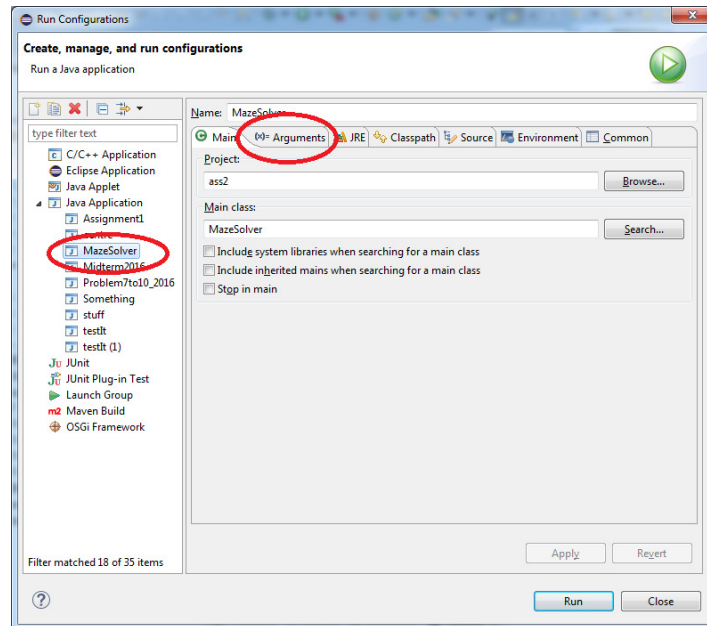 Run Configurations
Create, manage, and run configurations
Run a Java application
type filter text
C/C++ Application
Eclipse Application
Java Applet
Java Application
Assignment1
MazeSolver
Midterm2016
Problem7to10_2016
Something
stuff
testIt
testIt (1)
JUnit
JUnit Plug-in Test
Launch Group
m2 Maven Build
OSGi Framework
Filter matched 18 of 35 items
Name: MazeSolver
Main (x)= Arguments JRE Classpath Source Environment Common
Project:
ass2
Browse...
Main class:
MazeSolver
Search...
Include system libraries when searching for a main class
Include inherited mains when searching for a main class
Stop in main
Apply Revert
Run Close